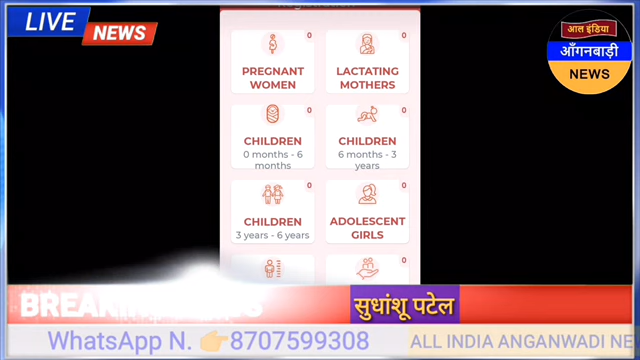 LIVE
NEWS
आल इंडिया
आँगनबाड़ी
NEWS
0
0
PREGNANT
WOMEN
LACTATING
MOTHERS
0
0
CHILDREN
0 months - 6
months
CHILDREN
6 months - 3
years
0
0
CHILDREN
3 years - 6 years
ADOLESCENT
GIRLS
0
सुधांशू पटेल
WhatsApp N. 👉8707599308
ALL INDIA ANGANWADI NE